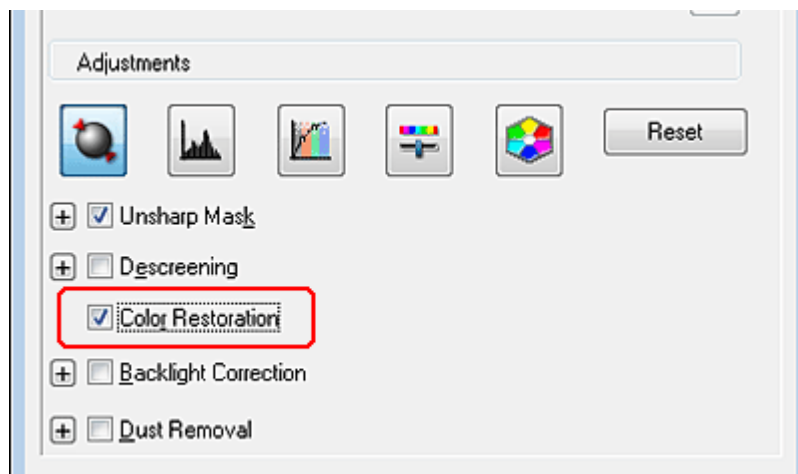 Adjustments
Reset
Unsharp Mask
Descreening
Color Restoration
Backlight Correction
Dust Removal